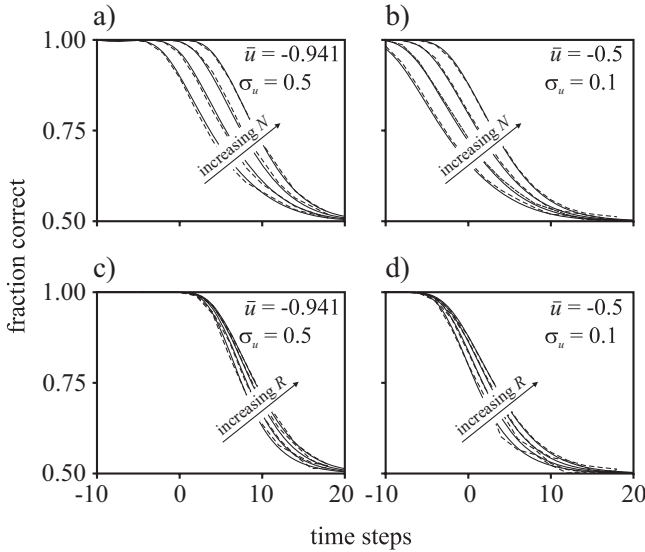 a)
b)
1.00
0.75
0.50
ū = -0.941
σᵤ = 0.5
increasing N
ū = -0.5
σᵤ = 0.1
increasing N
fraction correct
c)
d)
1.00
0.75
0.50
ū = -0.941
σᵤ = 0.5
increasing R
ū = -0.5
σᵤ = 0.1
increasing R
-10 0 10 20
-10 0 10 20
time steps